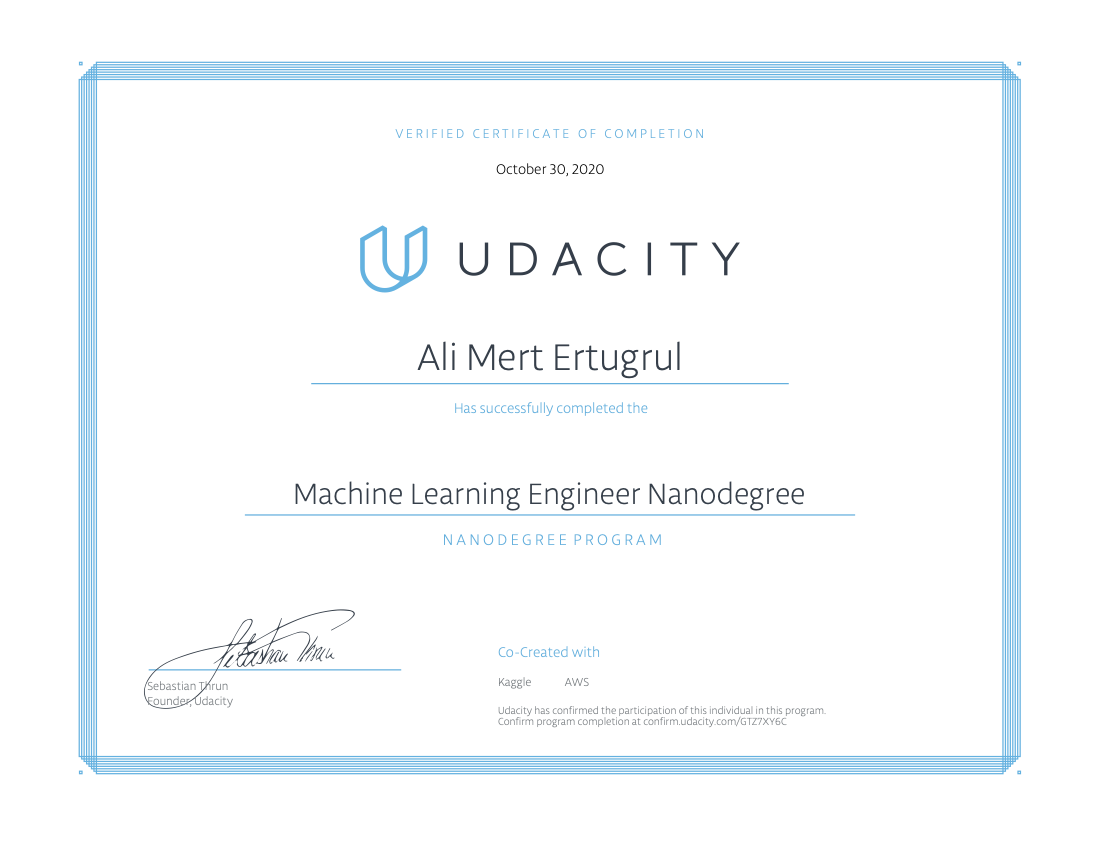 VERIFIED CERTIFICATE OF COMPLETION
October 30, 2020
UDACITY
Ali Mert Ertugrul
Has successfully completed the
Machine Learning Engineer Nanodegree
NANODEGREE PROGRAM
Sebastian Thrun
Sebastian Thrun
Founder, Udacity
Co-Created with
Kaggle AWS
Udacity has confirmed the participation of this individual in this program.
Confirm program completion at confirm.udacity.com/GTZ7XY6C